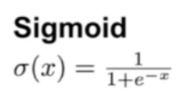 Sigmoid
σ(x) = 1/(1+e^{-x})